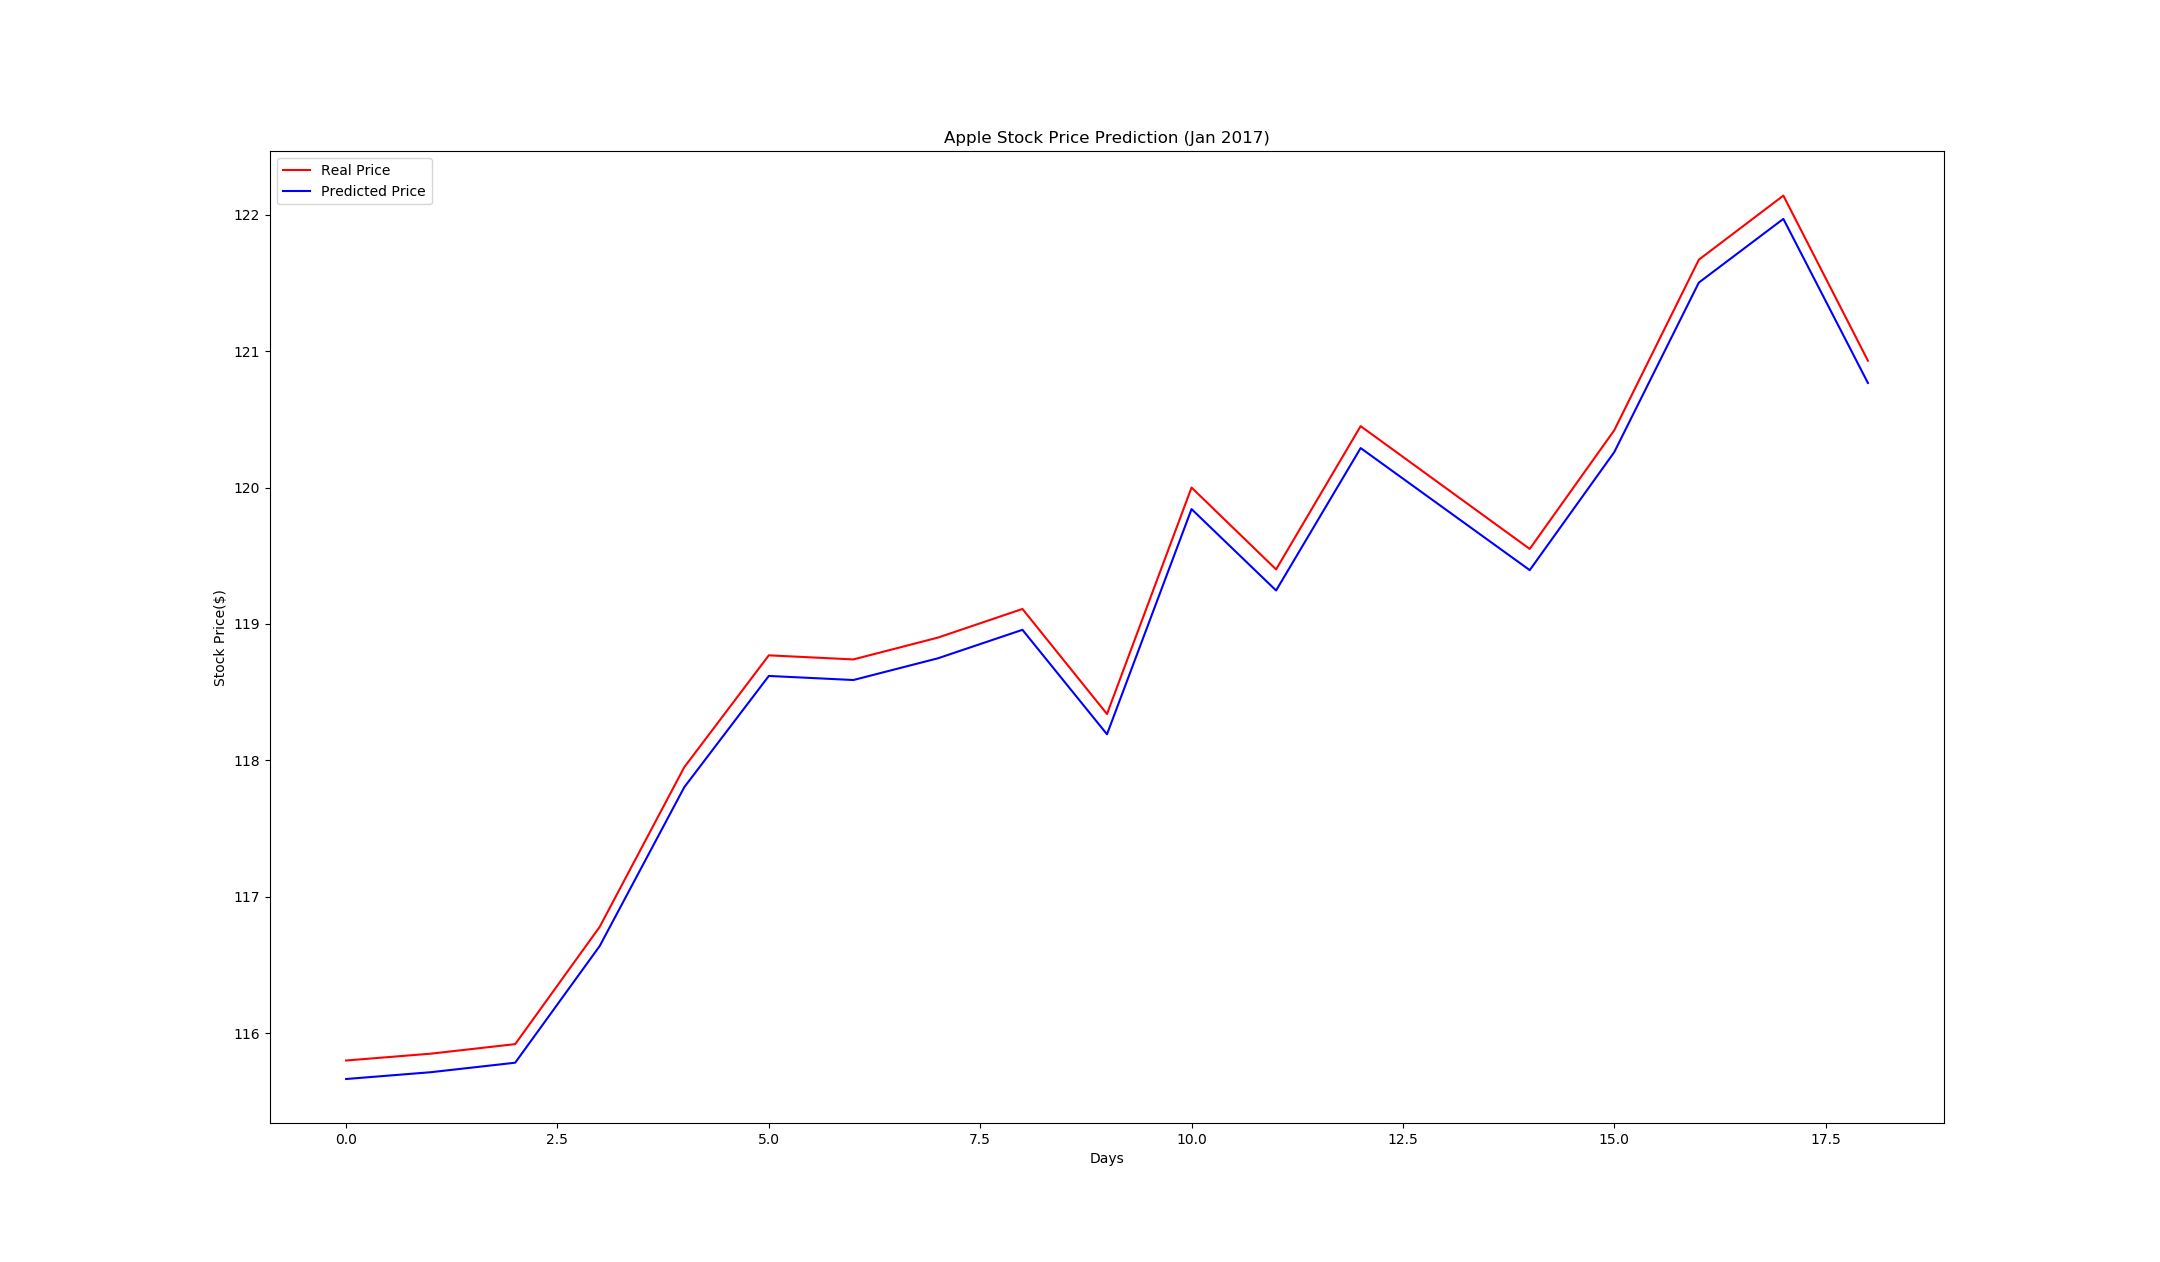 Apple Stock Price Prediction (Jan 2017)
Real Price
Predicted Price
122
121
120
119
118
117
116
Stock Price($)
0.0 2.5 5.0 7.5 10.0 12.5 15.0 17.5
Days